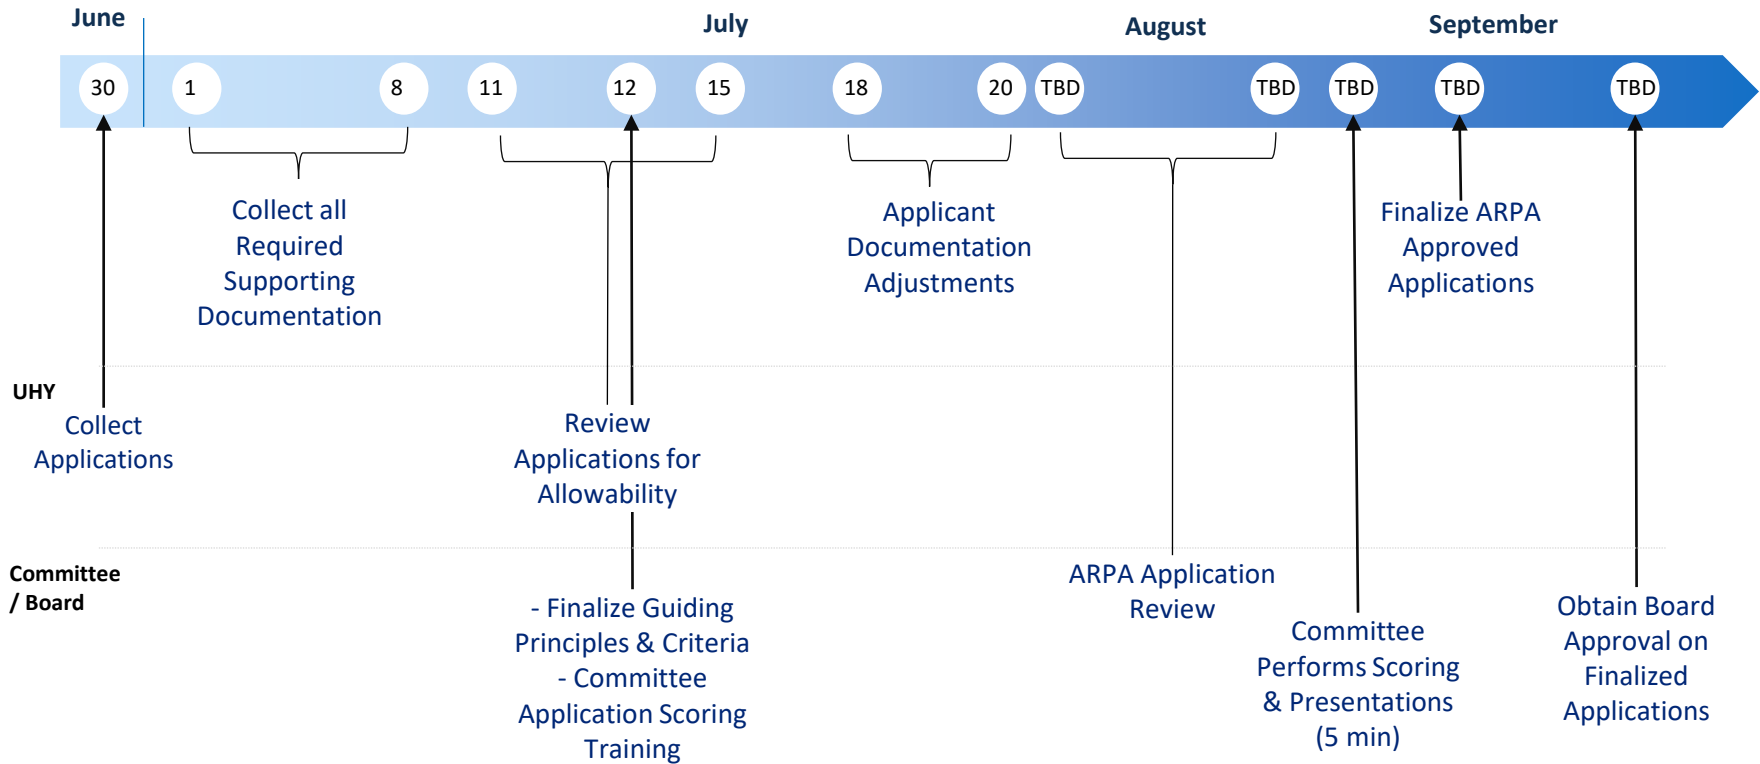 June
July
August
September
30
1
8
11
12
15
18
20
TBD
TBD
TBD
TBD
TBD
Collect all
Required
Supporting
Documentation
Applicant
Documentation
Adjustments
Finalize ARPA
Approved
Applications
UHY
Collect
Applications
Review
Applications for
Allowability
Committee
/ Board
- Finalize Guiding
Principles & Criteria
- Committee
Application Scoring
Training
ARPA Application
Review
Committee
Performs Scoring
& Presentations
(5 min)
Obtain Board
Approval on
Finalized
Applications